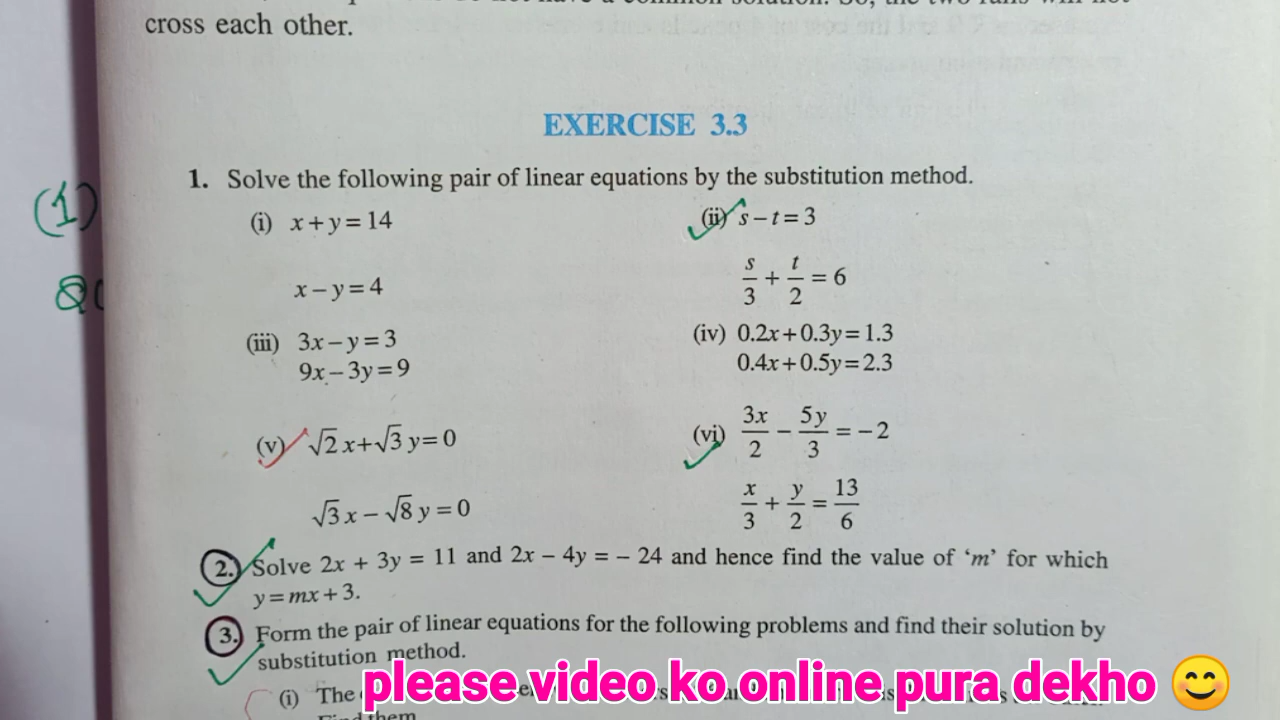 cross each other.
EXERCISE 3.3
1. Solve the following pair of linear equations by the substitution method.
(i) x + y = 14
(ii) s – t = 3
x – y = 4
s/3 + t/2 = 6
(iii) 3x – y = 3
9x – 3y = 9
(iv) 0.2x + 0.3y = 1.3
0.4x + 0.5y = 2.3
(v) √2 x + √3 y = 0
√3 x – √8 y = 0
(vi) 3x/2 – 5y/3 = – 2
x/3 + y/2 = 13/6
2. Solve 2x + 3y = 11 and 2x – 4y = – 24 and hence find the value of ‘m’ for which
y = mx + 3.
3. Form the pair of linear equations for the following problems and find their solution by
substitution method.
(i) The
please video ko online pura dekho 😊
them
(1)